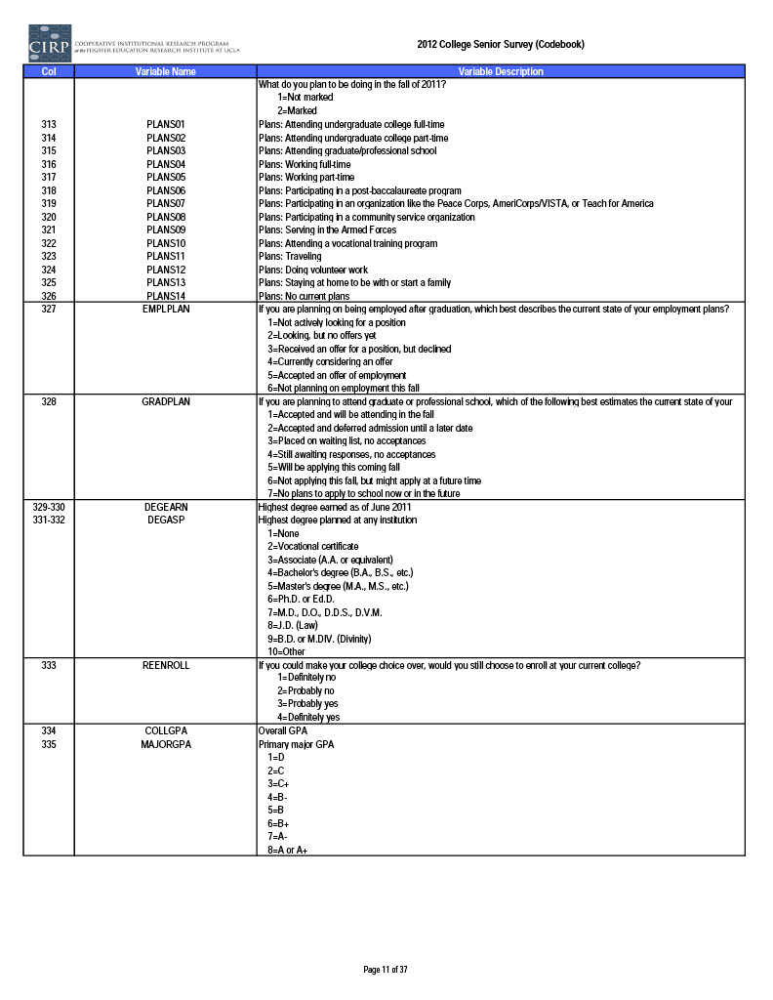 CIRP COOPERATIVE INSTITUTIONAL RESEARCH PROGRAM
at the HIGHER EDUCATION RESEARCH INSTITUTE AT UCLA
2012 College Senior Survey (Codebook)
Col Variable Name Variable Description
What do you plan to be doing in the fall of 2011?
1=Not marked
2=Marked
313 PLANS01 Plans: Attending undergraduate college full-time
314 PLANS02 Plans: Attending undergraduate college part-time
315 PLANS03 Plans: Attending graduate/professional school
316 PLANS04 Plans: Working full-time
317 PLANS05 Plans: Working part-time
318 PLANS06 Plans: Participating in a post-baccalaureate program
319 PLANS07 Plans: Participating in an organization like the Peace Corps, AmeriCorps/VISTA, or Teach for America
320 PLANS08 Plans: Participating in a community service organization
321 PLANS09 Plans: Serving in the Armed Forces
322 PLANS10 Plans: Attending a vocational training program
323 PLANS11 Plans: Traveling
324 PLANS12 Plans: Doing volunteer work
325 PLANS13 Plans: Staying at home to be with or start a family
326 PLANS14 Plans: No current plans
327 EMPLPLAN If you are planning on being employed after graduation, which best describes the current state of your employment plans?
1=Not actively looking for a position
2=Looking, but no offers yet
3=Received an offer for a position, but declined
4=Currently considering an offer
5=Accepted an offer of employment
6=Not planning on employment this fall
328 GRADPLAN If you are planning to attend graduate or professional school, which of the following best estimates the current state of your
1=Accepted and will be attending in the fall
2=Accepted and deferred admission until a later date
3=Placed on waiting list, no acceptances
4=Still awaiting responses, no acceptances
5=Will be applying this coming fall
6=Not applying this fall, but might apply at a future time
7=No plans to apply to school now or in the future
329-330 DEGEARN Highest degree earned as of June 2011
331-332 DEGASP Highest degree planned at any institution
1=None
2=Vocational certificate
3=Associate (A.A. or equivalent)
4=Bachelor's degree (B.A., B.S., etc.)
5=Master's degree (M.A., M.S., etc.)
6=Ph.D. or Ed.D.
7=M.D., D.O., D.D.S., D.V.M.
8=J.D. (Law)
9=B.D. or M.DIV. (Divinity)
10=Other
333 REENROLL If you could make your college choice over, would you still choose to enroll at your current college?
1=Definitely no
2=Probably no
3=Probably yes
4=Definitely yes
334 COLLGPA Overall GPA
335 MAJORGPA Primary major GPA
1=D
2=C
3=C+
4=B-
5=B
6=B+
7=A-
8=A or A+
Page 11 of 37